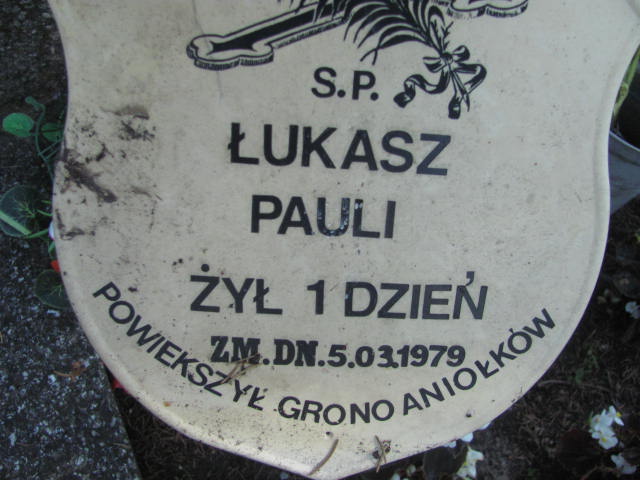 S.P.
ŁUKASZ
PAULI
ŻYŁ 1 DZIEŃ
ZM.DN.5.03.1979
POWIEKSZYŁ GRONO ANIOŁKÓW